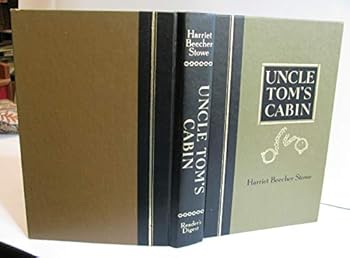 Harriet
Beecher
Stowe
UNCLE TOM'S
CABIN
Reader's
Digest
UNCLE
TOM'S
CABIN
Harriet Beecher Stowe